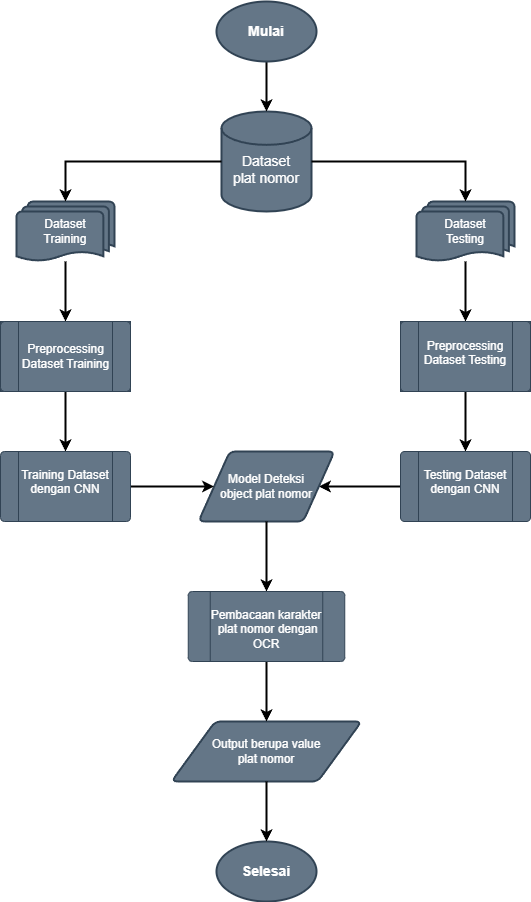 Mulai
Dataset
plat nomor
Dataset
Training
Dataset
Testing
Preprocessing
Dataset Training
Preprocessing
Dataset Testing
Training Dataset
dengan CNN
Model Deteksi
object plat nomor
Testing Dataset
dengan CNN
Pembacaan karakter
plat nomor dengan
OCR
Output berupa value
plat nomor
Selesai